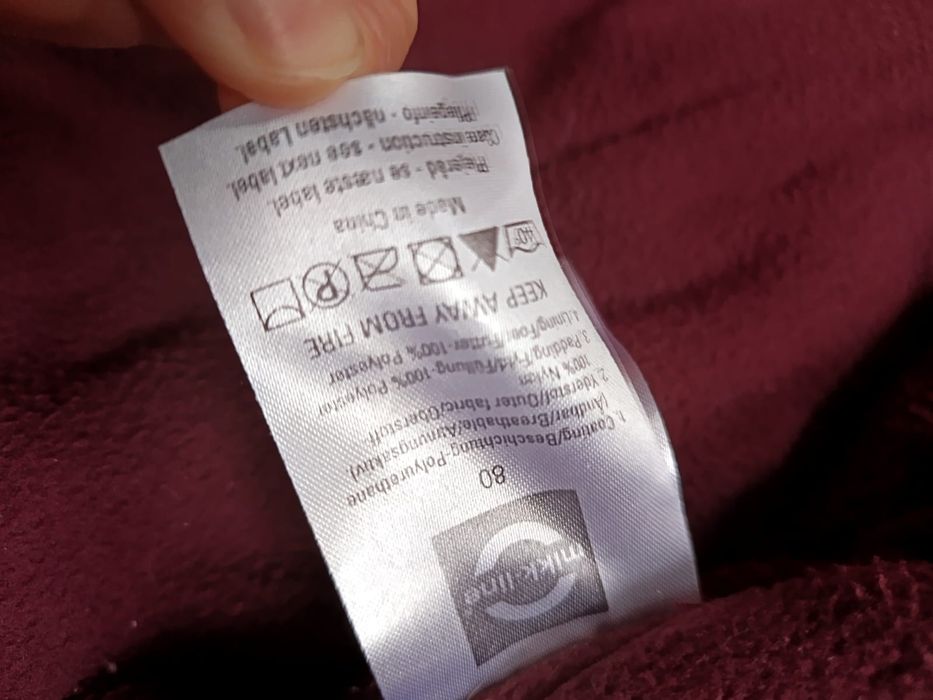 mikk-line
80
1. Coating/Beschichtung-Polyurethane
(Åndbar/Breathable/Atmungsaktiv)
2. Yderstof/Outer fabric/Oberstoff
100% Nylon
3. Padding/Fyld/Füllung-100% Polyester
4. Lining/Foer/Futter-100% Polyester
KEEP AWAY FROM FIRE
40° P
Made in China
Plejeråd - se næste label.
Care instruction - see next label.
Pflegeinfo - nächsten Label.